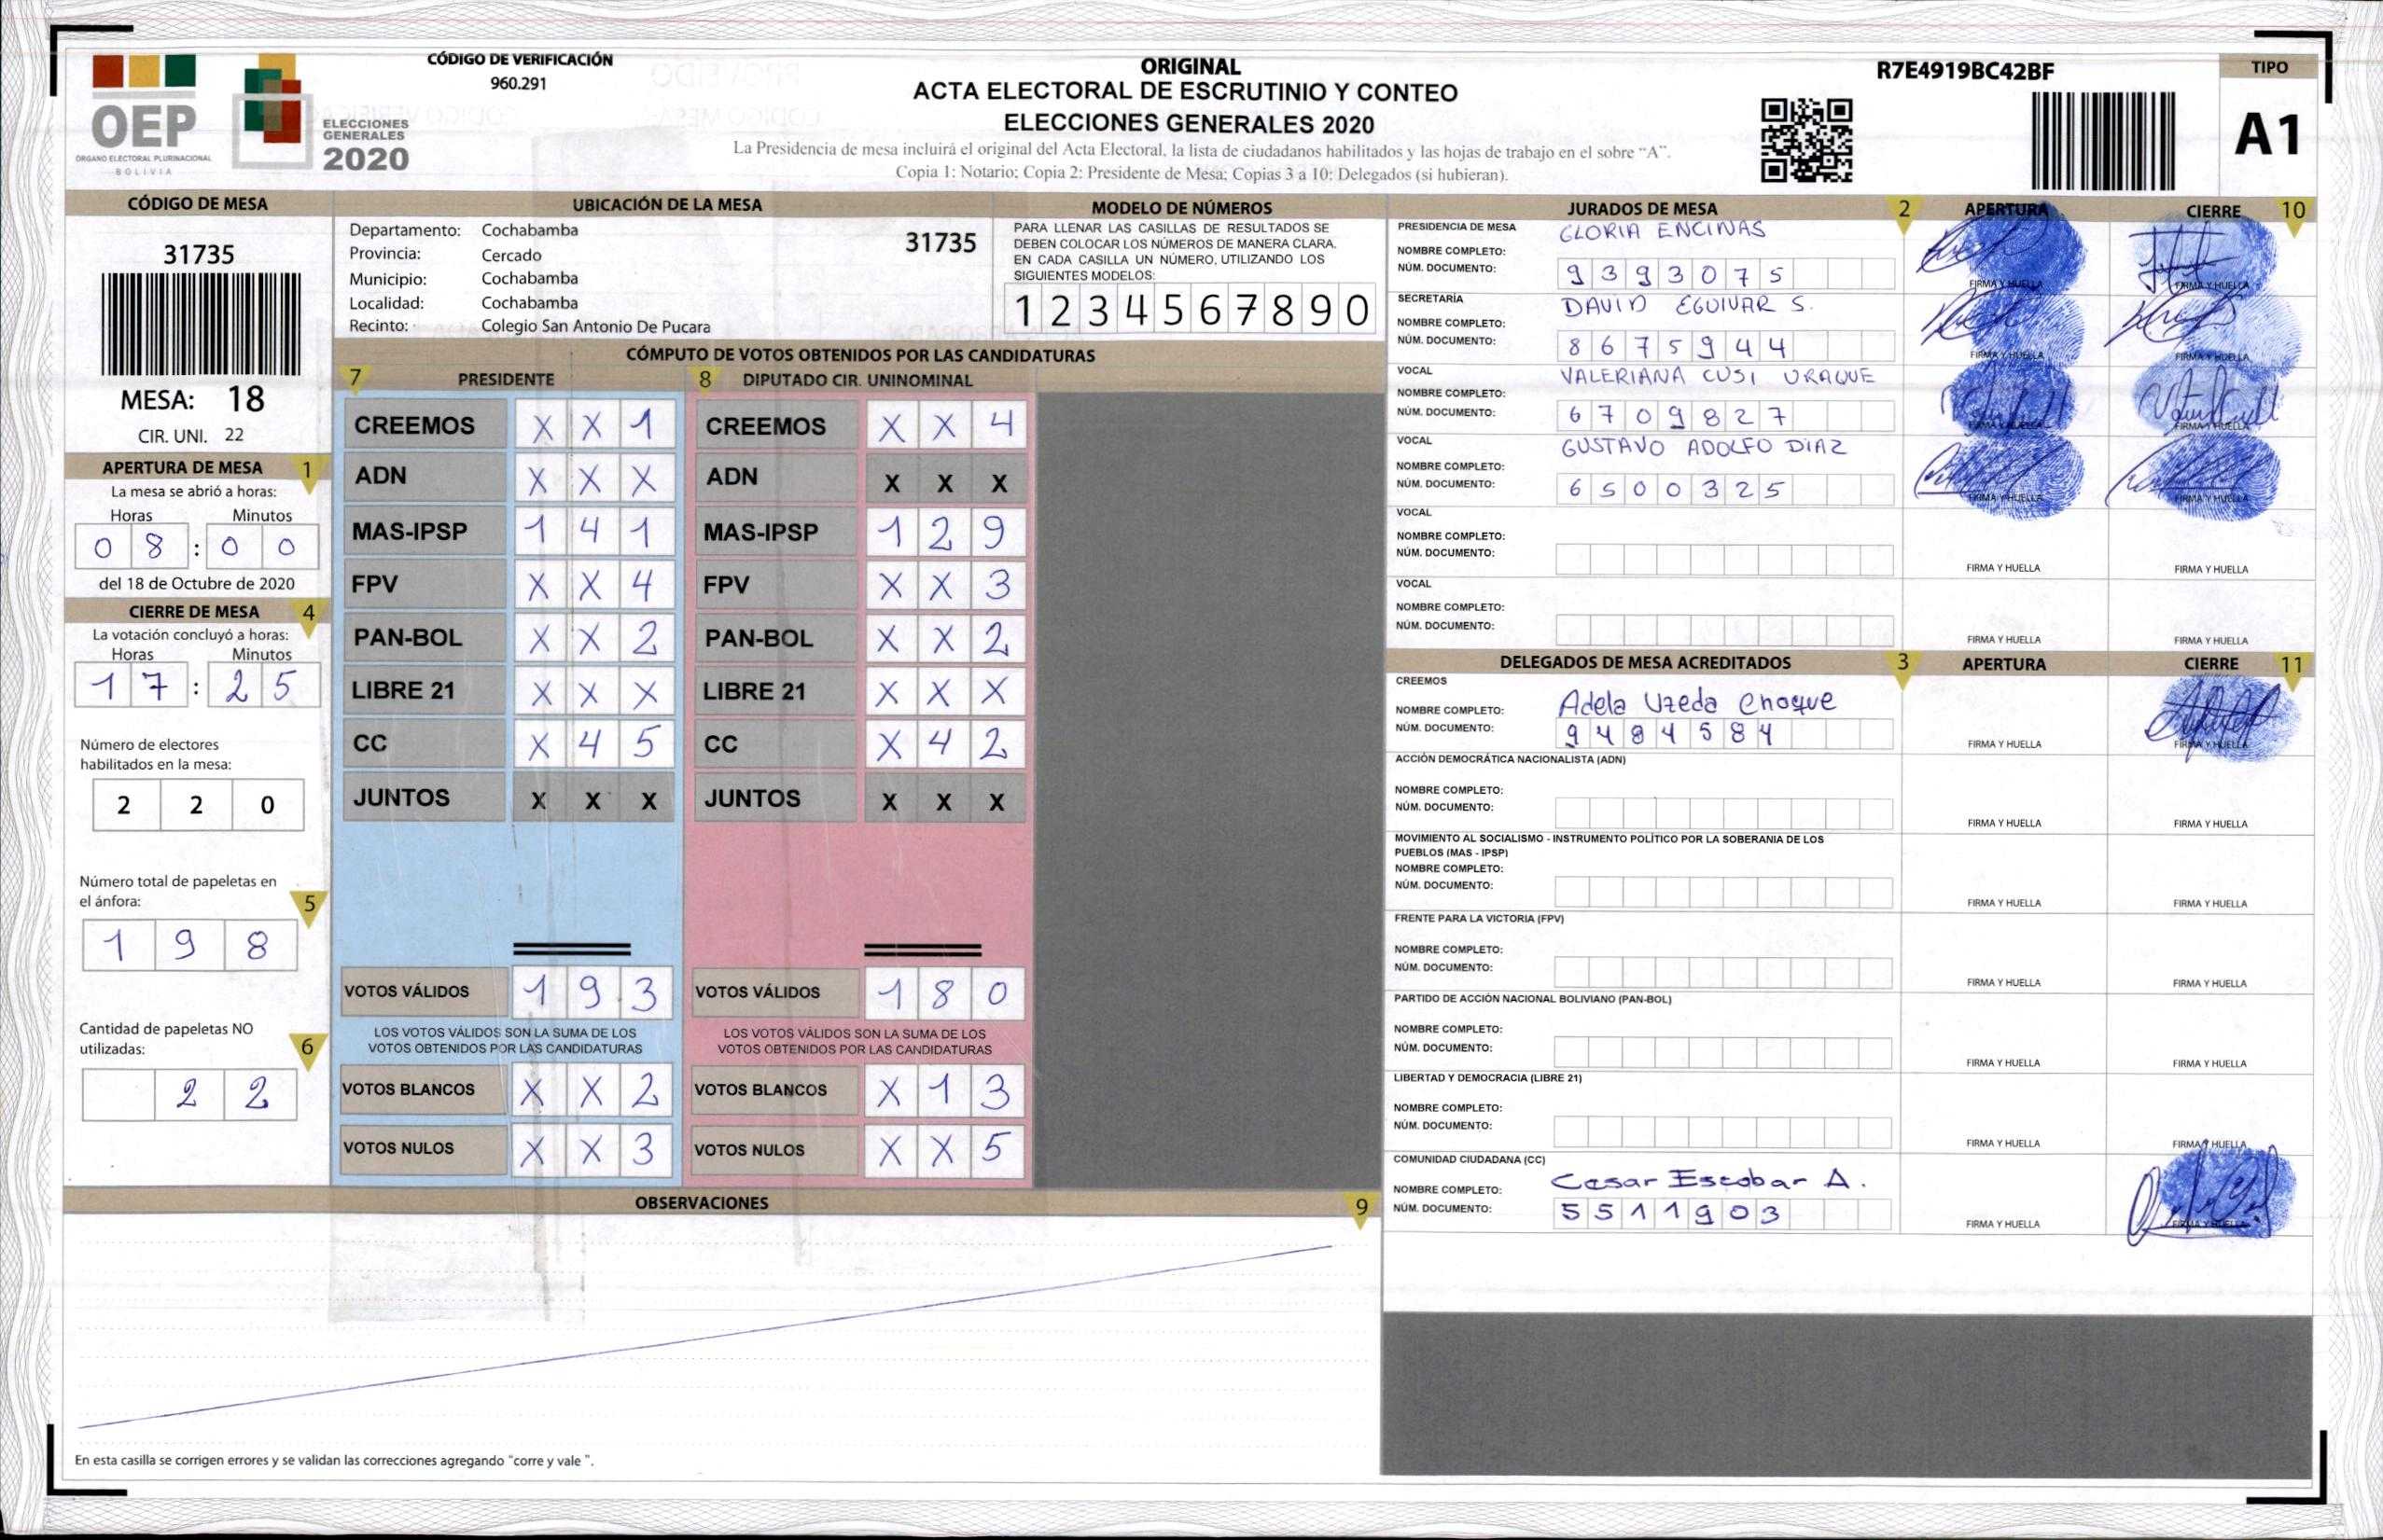 CÓDIGO DE VERIFICACIÓN
960.291
OEP
ÓRGANO ELECTORAL PLURINACIONAL
BOLIVIA
ELECCIONES
GENERALES
2020
ORIGINAL
ACTA ELECTORAL DE ESCRUTINIO Y CONTEO
ELECCIONES GENERALES 2020
La Presidencia de mesa incluirá el original del Acta Electoral, la lista de ciudadanos habilitados y las hojas de trabajo en el sobre “A”.
Copia 1: Notario; Copia 2: Presidente de Mesa; Copias 3 a 10: Delegados (si hubieran).
R7E4919BC42BF
TIPO
A1
CÓDIGO DE MESA
31735
MESA: 18
CIR. UNI. 22
APERTURA DE MESA 1
La mesa se abrió a horas:
Horas Minutos
0 8 : 0 0
del 18 de Octubre de 2020
CIERRE DE MESA 4
La votación concluyó a horas:
Horas Minutos
1 7 : 2 5
Número de electores
habilitados en la mesa:
2 2 0
Número total de papeletas en
el ánfora: 5
1 9 8
Cantidad de papeletas NO
utilizadas: 6
2 2
UBICACIÓN DE LA MESA
Departamento: Cochabamba
31735
Provincia: Cercado
Municipio: Cochabamba
Localidad: Cochabamba
Recinto: Colegio San Antonio De Pucara
MODELO DE NÚMEROS
PARA LLENAR LAS CASILLAS DE RESULTADOS SE
DEBEN COLOCAR LOS NÚMEROS DE MANERA CLARA.
EN CADA CASILLA UN NÚMERO, UTILIZANDO LOS
SIGUIENTES MODELOS:
1 2 3 4 5 6 7 8 9 0
CÓMPUTO DE VOTOS OBTENIDOS POR LAS CANDIDATURAS
7 PRESIDENTE
CREEMOS X X 1
ADN X X X
MAS-IPSP 1 4 1
FPV X X 4
PAN-BOL X X 2
LIBRE 21 X X X
CC X 4 5
JUNTOS X X X
VOTOS VÁLIDOS 1 9 3
LOS VOTOS VÁLIDOS SON LA SUMA DE LOS
VOTOS OBTENIDOS POR LAS CANDIDATURAS
VOTOS BLANCOS X X 2
VOTOS NULOS X X 3
8 DIPUTADO CIR. UNINOMINAL
CREEMOS X X 4
ADN X X X
MAS-IPSP 1 2 9
FPV X X 3
PAN-BOL X X 2
LIBRE 21 X X X
CC X 4 2
JUNTOS X X X
VOTOS VÁLIDOS 1 8 0
LOS VOTOS VÁLIDOS SON LA SUMA DE LOS
VOTOS OBTENIDOS POR LAS CANDIDATURAS
VOTOS BLANCOS X 1 3
VOTOS NULOS X X 5
OBSERVACIONES 9
En esta casilla se corrigen errores y se validan las correcciones agregando "corre y vale ".
JURADOS DE MESA 2 APERTURA CIERRE 10
PRESIDENCIA DE MESA
GLORIA ENCINAS
NOMBRE COMPLETO:
NÚM. DOCUMENTO: 9 3 9 3 0 7 5
FIRMA Y HUELLA FIRMA Y HUELLA
SECRETARÍA
DAVID EGUIVAR S.
NOMBRE COMPLETO:
NÚM. DOCUMENTO: 8 6 7 5 9 4 4
FIRMA Y HUELLA FIRMA Y HUELLA
VOCAL
VALERIANA CUSI URAQUE
NOMBRE COMPLETO:
NÚM. DOCUMENTO: 6 7 0 9 8 2 7
FIRMA Y HUELLA FIRMA Y HUELLA
VOCAL
GUSTAVO ADOLFO DIAZ
NOMBRE COMPLETO:
NÚM. DOCUMENTO: 6 5 0 0 3 2 5
FIRMA Y HUELLA FIRMA Y HUELLA
VOCAL
NOMBRE COMPLETO:
NÚM. DOCUMENTO:
FIRMA Y HUELLA FIRMA Y HUELLA
VOCAL
NOMBRE COMPLETO:
NÚM. DOCUMENTO:
FIRMA Y HUELLA FIRMA Y HUELLA
DELEGADOS DE MESA ACREDITADOS 3 APERTURA CIERRE 11
CREEMOS
NOMBRE COMPLETO: Adela Uzeda Choque
NÚM. DOCUMENTO: 9 4 8 4 5 8 4
FIRMA Y HUELLA FIRMA Y HUELLA
ACCIÓN DEMOCRÁTICA NACIONALISTA (ADN)
NOMBRE COMPLETO:
NÚM. DOCUMENTO:
FIRMA Y HUELLA FIRMA Y HUELLA
MOVIMIENTO AL SOCIALISMO - INSTRUMENTO POLÍTICO POR LA SOBERANIA DE LOS
PUEBLOS (MAS - IPSP)
NOMBRE COMPLETO:
NÚM. DOCUMENTO:
FIRMA Y HUELLA FIRMA Y HUELLA
FRENTE PARA LA VICTORIA (FPV)
NOMBRE COMPLETO:
NÚM. DOCUMENTO:
FIRMA Y HUELLA FIRMA Y HUELLA
PARTIDO DE ACCIÓN NACIONAL BOLIVIANO (PAN-BOL)
NOMBRE COMPLETO:
NÚM. DOCUMENTO:
FIRMA Y HUELLA FIRMA Y HUELLA
LIBERTAD Y DEMOCRACIA (LIBRE 21)
NOMBRE COMPLETO:
NÚM. DOCUMENTO:
FIRMA Y HUELLA FIRMA Y HUELLA
COMUNIDAD CIUDADANA (CC)
NOMBRE COMPLETO: Cesar Escobar A.
NÚM. DOCUMENTO: 5 5 1 1 9 0 3
FIRMA Y HUELLA FIRMA Y HUELLA